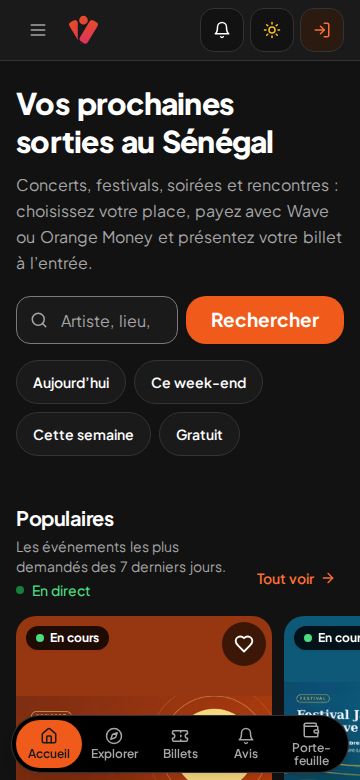 Vos prochaines
sorties au Sénégal
Concerts, festivals, soirées et rencontres :
choisissez votre place, payez avec Wave
ou Orange Money et présentez votre billet
à l’entrée.
Artiste, lieu,
Rechercher
Aujourd’hui
Ce week-end
Cette semaine
Gratuit
Populaires
Les événements les plus
demandés des 7 derniers jours.
En direct
Tout voir
En cours
En cour
FESTIVAL
Festival J
Accueil
Explorer
Billets
Avis
Porte-
feuille